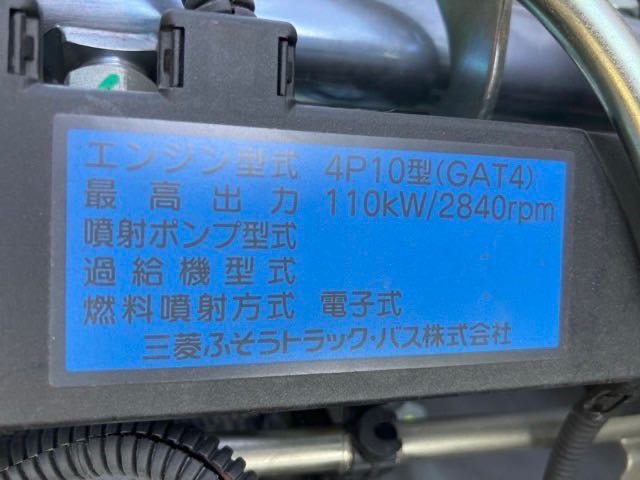 エンジン型式 4P10型(GAT4)
最高出力 110kW/2840rpm
噴射ポンプ型式
過給機型式
燃料噴射方式 電子式
三菱ふそうトラック・バス株式会社